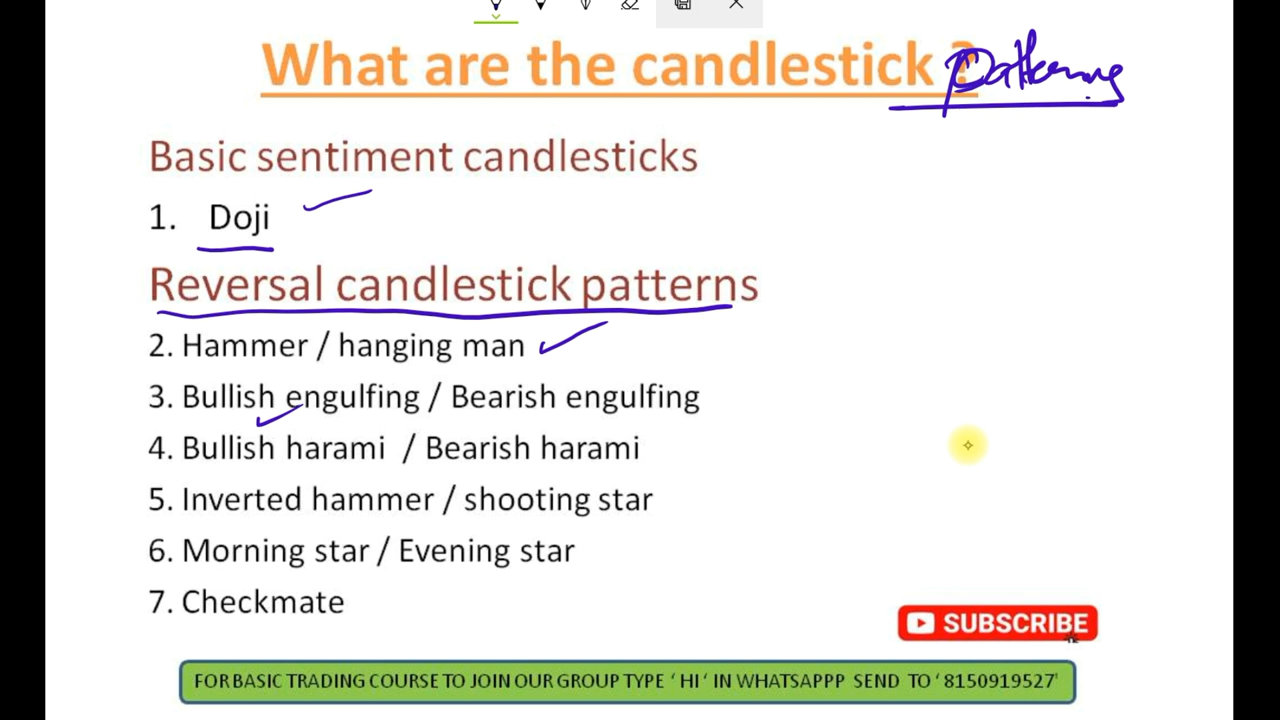 What are the candlestick ?
patterns
Basic sentiment candlesticks
1. Doji
Reversal candlestick patterns
2. Hammer / hanging man
3. Bullish engulfing / Bearish engulfing
4. Bullish harami / Bearish harami
5. Inverted hammer / shooting star
6. Morning star / Evening star
7. Checkmate
SUBSCRIBE
FOR BASIC TRADING COURSE TO JOIN OUR GROUP TYPE ‘ HI ‘ IN WHATSAPPP SEND TO ‘ 8150919527’